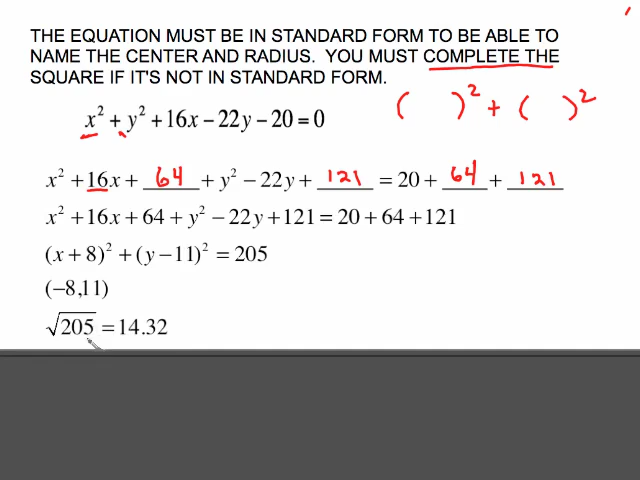 THE EQUATION MUST BE IN STANDARD FORM TO BE ABLE TO
NAME THE CENTER AND RADIUS. YOU MUST COMPLETE THE
SQUARE IF IT'S NOT IN STANDARD FORM.
( )² + ( )²
x² + y² + 16x − 22y − 20 = 0
x² + 16x + 64 + y² − 22y + 121 = 20 + 64 + 121
x² + 16x + 64 + y² − 22y + 121 = 20 + 64 + 121
(x + 8)² + (y − 11)² = 205
(−8,11)
√205 = 14.32